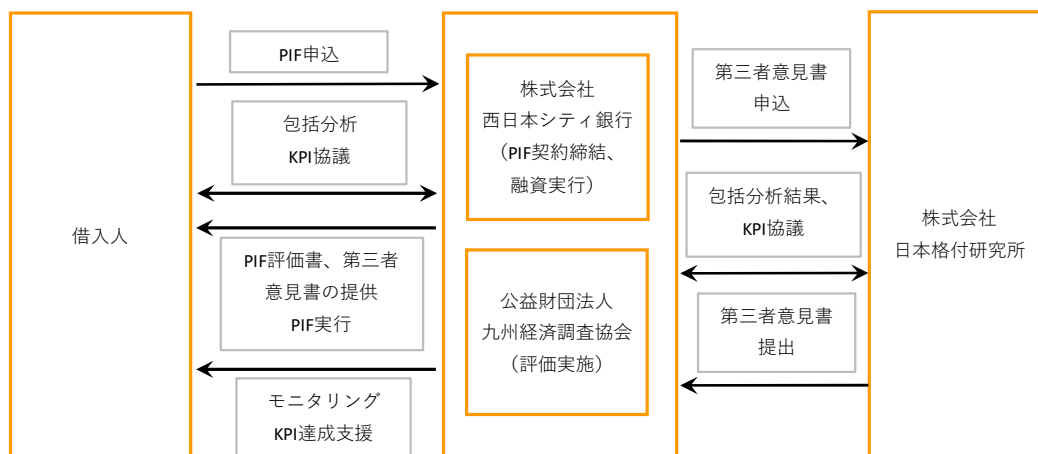 借入人
PIF申込
包括分析
KPI協議
PIF評価書、第三者
意見書の提供
PIF実行
モニタリング
KPI達成支援
株式会社
西日本シティ銀行
（PIF契約締結、
融資実行）
公益財団法人
九州経済調査協会
（評価実施）
第三者意見書
申込
包括分析結果、
KPI協議
第三者意見書
提出
株式会社
日本格付研究所